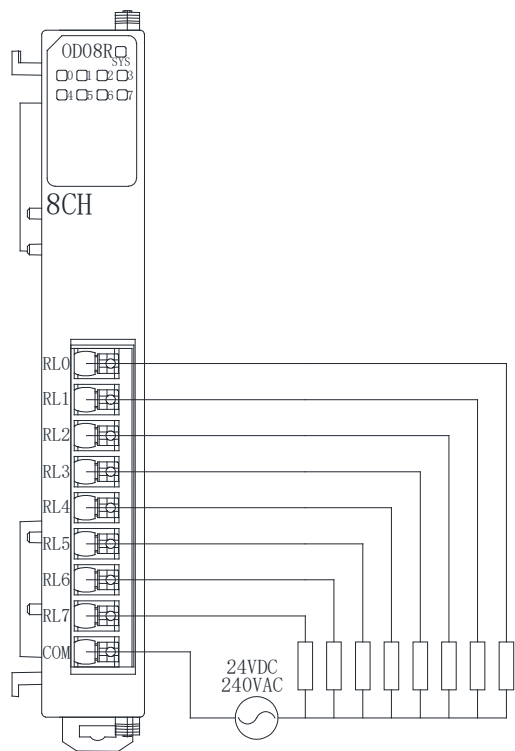 OD08R
SYS
0 1 2 3
4 5 6 7
8CH
RL0
RL1
RL2
RL3
RL4
RL5
RL6
RL7
COM
24VDC
240VAC